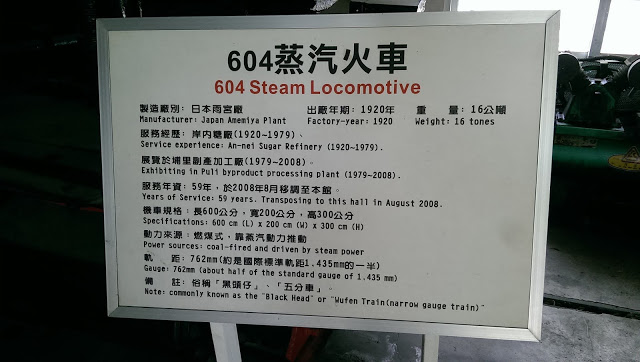 604蒸汽火車
604 Steam Locomotive
製造廠別：日本雨宮廠　出廠年期：1920年　重　量：16公噸
Manufacturer: Japan Amemiya Plant Factory-year: 1920 Weight: 16 tones
服務經歷：岸內糖廠(1920~1979)、
Service experience: An-nei Sugar Refinery (1920~1979).
展覽於埔里副產加工廠(1979~2008)。
Exhibiting in Puli byproduct processing plant (1979~2008).
服務年資：59年，於2008年8月移調至本館。
Years of Service: 59 years. Transposing to this hall in August 2008.
機車規格：長600公分，寬200公分，高300公分
Specifications: 600 cm (L) x 200 cm (W) x 300 cm (H)
動力來源：燃煤式，靠蒸汽動力推動
Power sources: coal-fired and driven by steam power
軌　距：762mm(約是國際標準軌距1.435mm的一半)
Gauge: 762mm (about half of the standard gauge of 1.435 mm)
備　註：俗稱「黑頭仔」、「五分車」。
Note: commonly known as the "Black Head" or "Wufen Train(narrow gauge train)"